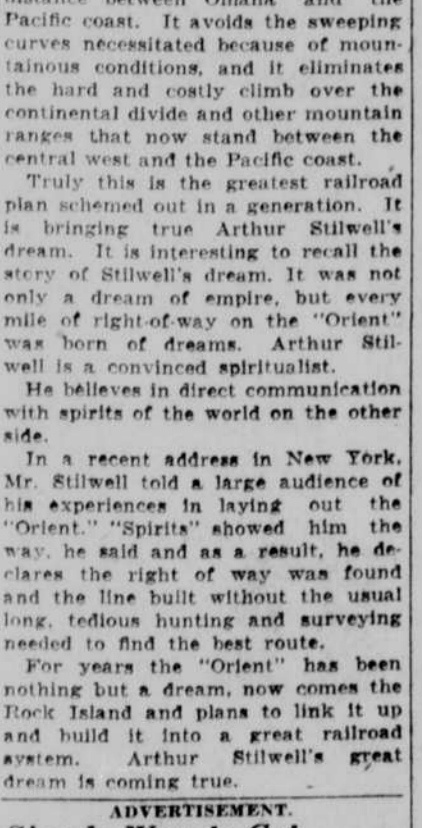 distance between Omaha and the
Pacific coast. It avoids the sweeping
curves necessitated because of moun-
tainous conditions, and it eliminates
the hard and costly climb over the
continental divide and other mountain
ranges that now stand between the
central west and the Pacific coast.
Truly this is the greatest railroad
plan schemed out in a generation. It
is bringing true Arthur Stilwell's
dream. It is interesting to recall the
story of Stilwell's dream. It was not
only a dream of empire, but every
mile of right-of-way on the "Orient"
was born of dreams. Arthur Stil-
well is a convinced spiritualist.
He believes in direct communication
with spirits of the world on the other
side.
In a recent address in New York,
Mr. Stilwell told a large audience of
his experiences in laying out the
"Orient." "Spirits" showed him the
way, he said and as a result, he de-
clares the right of way was found
and the line built without the usual
long, tedious hunting and surveying
needed to find the best route.
For years the "Orient" has been
nothing but a dream, now comes the
Rock Island and plans to link it up
and build it into a great railroad
system. Arthur Stilwell's great
dream is coming true.
ADVERTISEMENT.